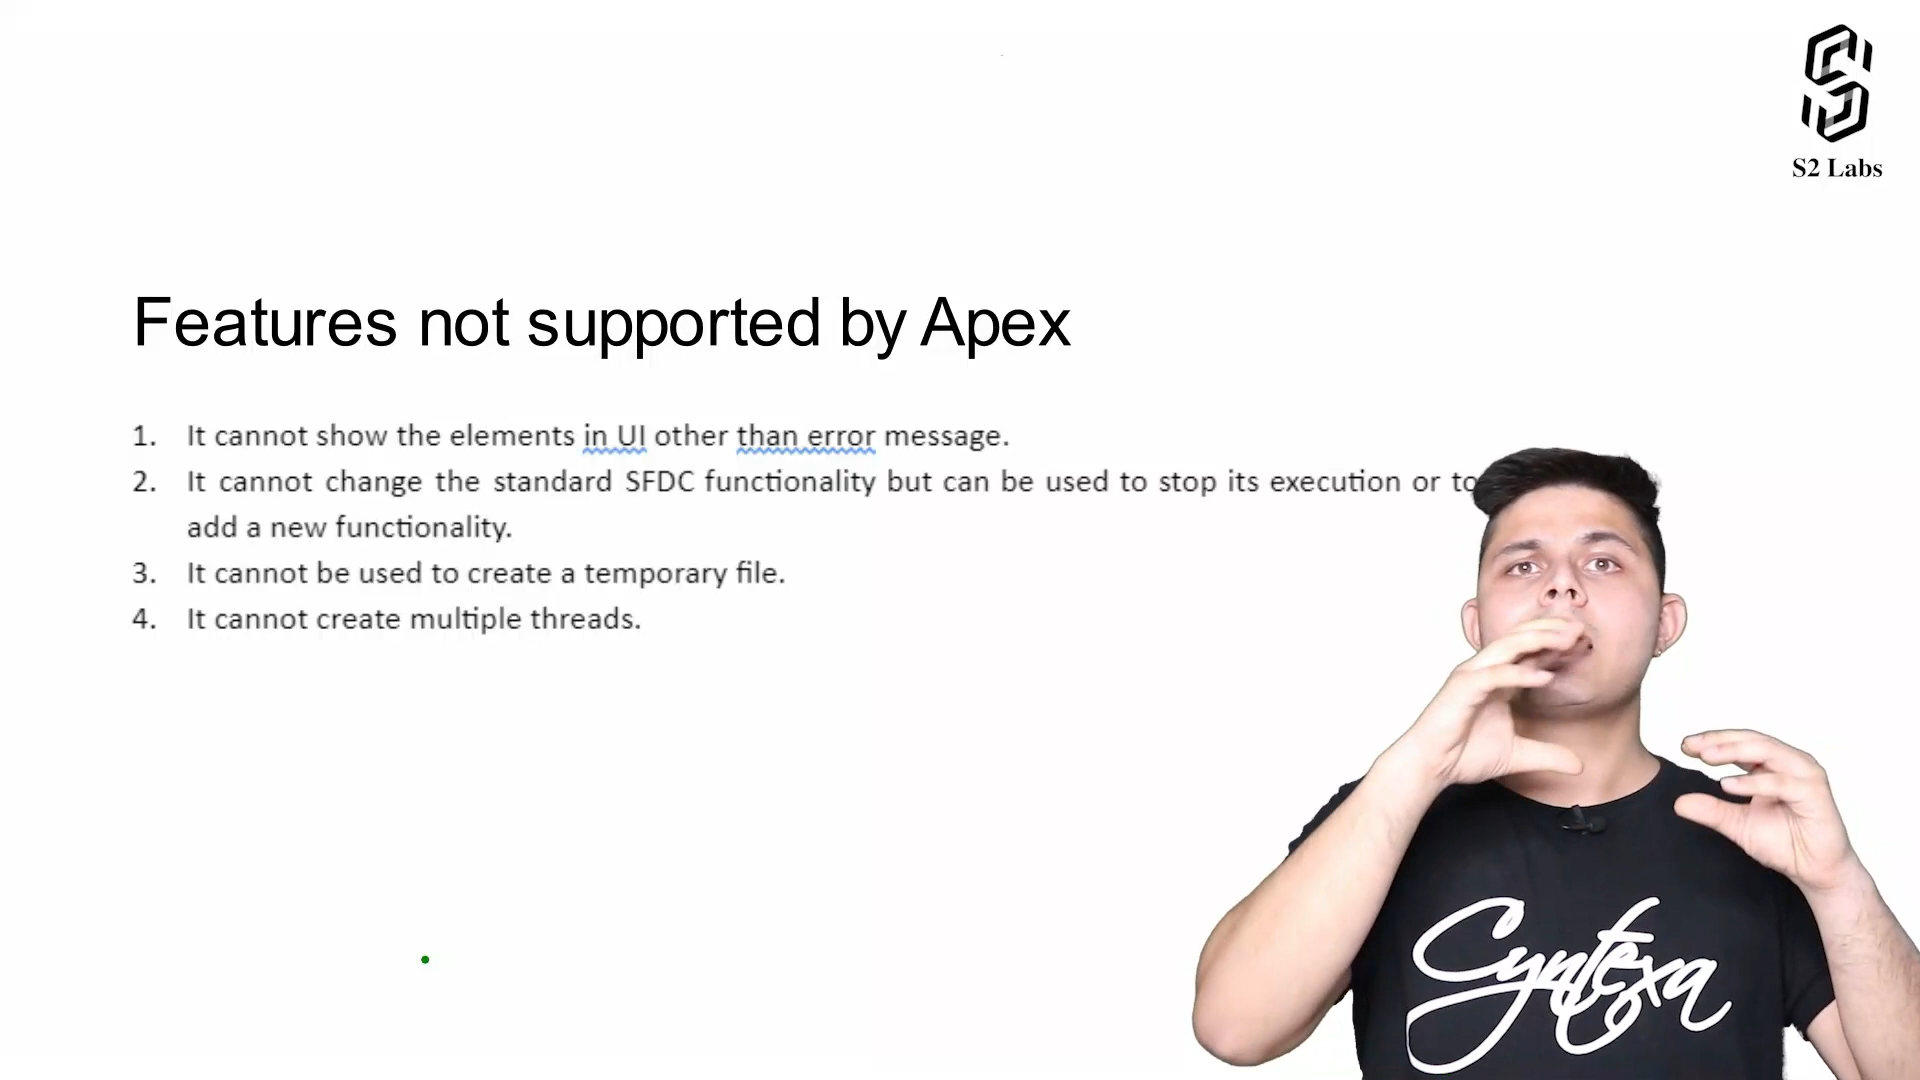 S2 Labs
Features not supported by Apex
1. It cannot show the elements in UI other than error message.
2. It cannot change the standard SFDC functionality but can be used to stop its execution or to
add a new functionality.
3. It cannot be used to create a temporary file.
4. It cannot create multiple threads.
Cyntexa